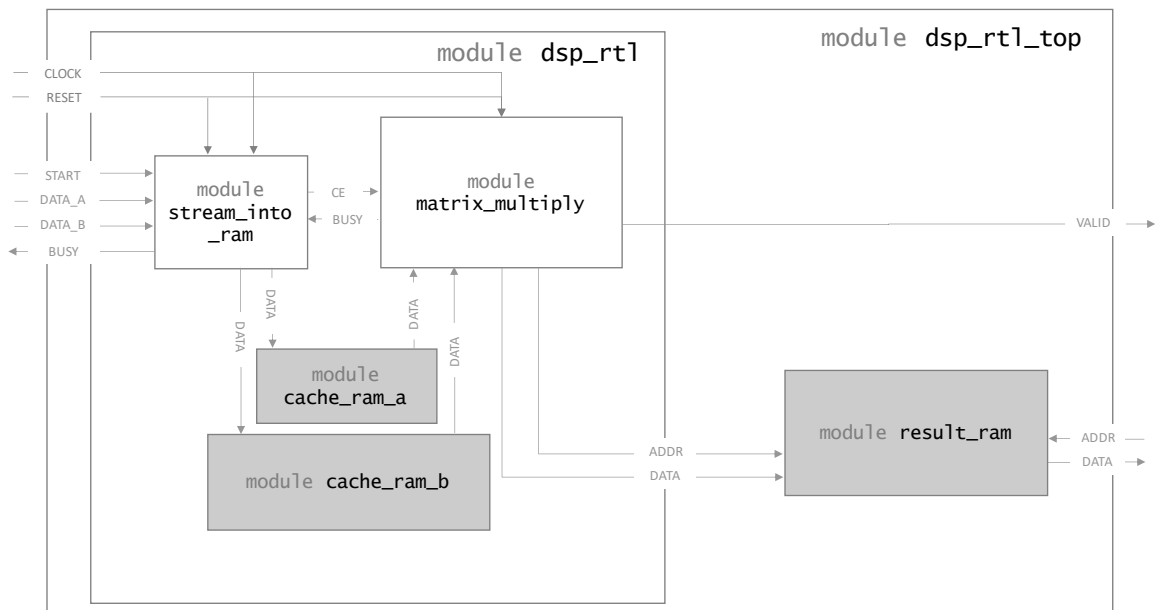 module dsp_rtl_top
module dsp_rtl
CLOCK
RESET
START
DATA_A
DATA_B
BUSY
module
stream_into
_ram
CE
BUSY
module
matrix_multiply
VALID
DATA
DATA
DATA
DATA
module
cache_ram_a
module cache_ram_b
ADDR
DATA
module result_ram
ADDR
DATA